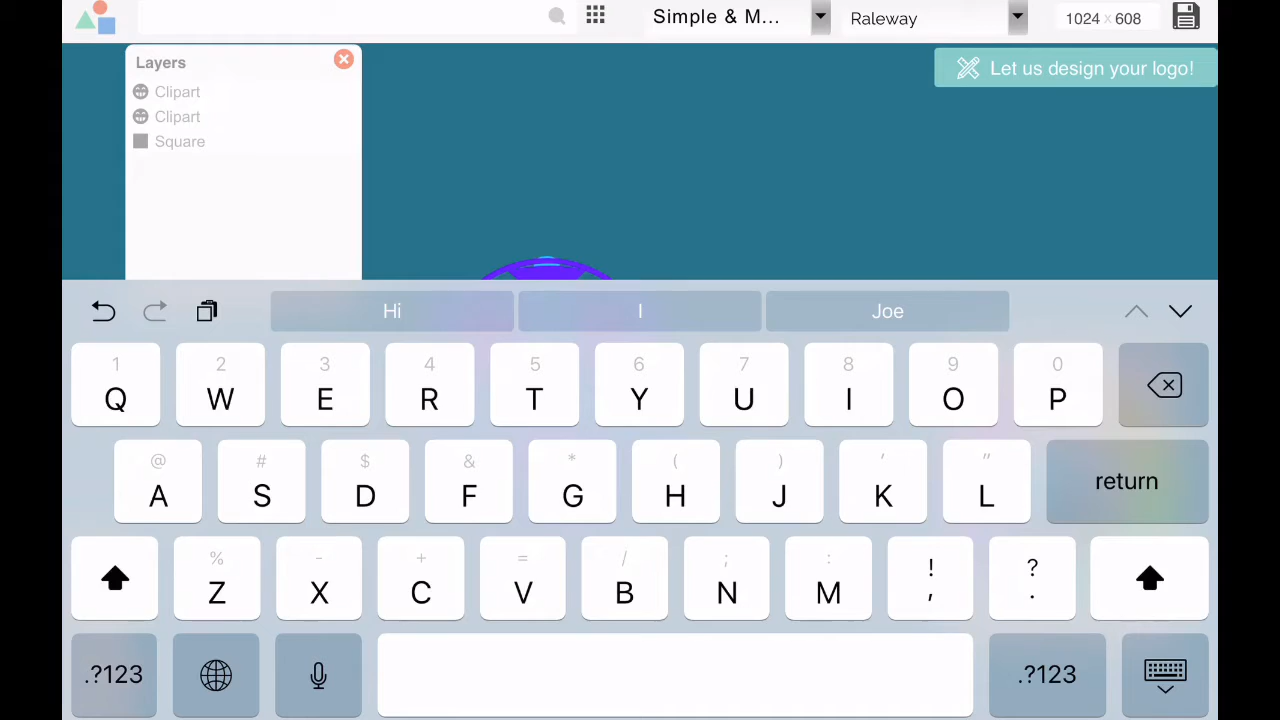 Simple & M... Raleway 1024 x 608
Layers
Let us design your logo!
Clipart
Clipart
Square
Hi I Joe
1 2 3 4 5 6 7 8 9 0
Q W E R T Y U I O P
@ # $ & * ( ) ' "
A S D F G H J K L return
% - + = / ; : ! ?
Z X C V B N M , .
.?123 .?123